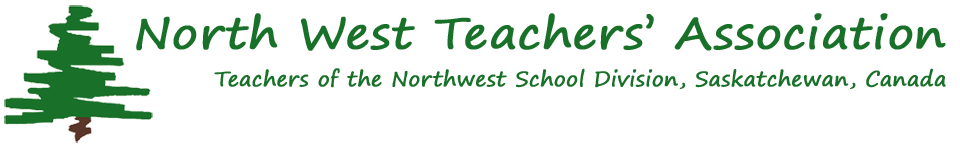 North West Teachers’ Association
Teachers of the Northwest School Division, Saskatchewan, Canada